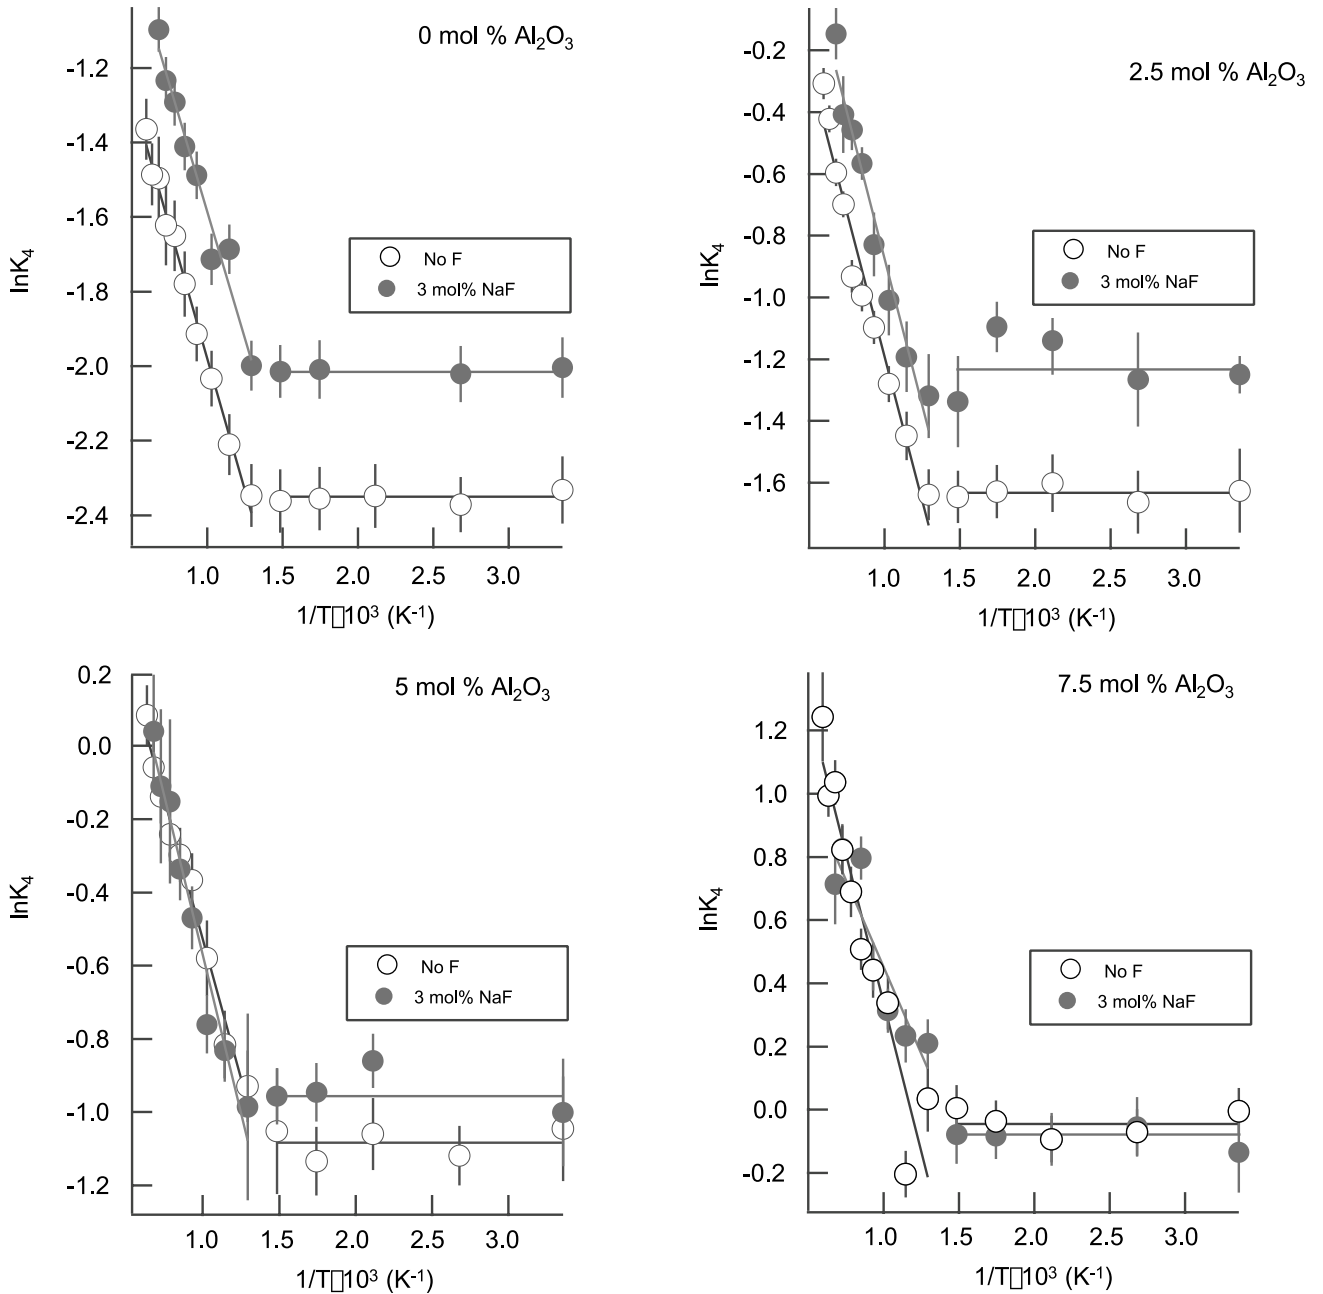 0 mol % Al₂O₃
-1.2
-1.4
-1.6
-1.8
-2.0
-2.2
-2.4
lnK₄
No F
3 mol% NaF
1.0 1.5 2.0 2.5 3.0
1/T□10³ (K⁻¹)
2.5 mol % Al₂O₃
-0.2
-0.4
-0.6
-0.8
-1.0
-1.2
-1.4
-1.6
lnK₄
No F
3 mol% NaF
1.0 1.5 2.0 2.5 3.0
1/T□10³ (K⁻¹)
5 mol % Al₂O₃
0.2
0.0
-0.2
-0.4
-0.6
-0.8
-1.0
-1.2
lnK₄
No F
3 mol% NaF
1.0 1.5 2.0 2.5 3.0
1/T□10³ (K⁻¹)
7.5 mol % Al₂O₃
1.2
1.0
0.8
0.6
0.4
0.2
0.0
-0.2
lnK₄
No F
3 mol% NaF
1.0 1.5 2.0 2.5 3.0
1/T□10³ (K⁻¹)